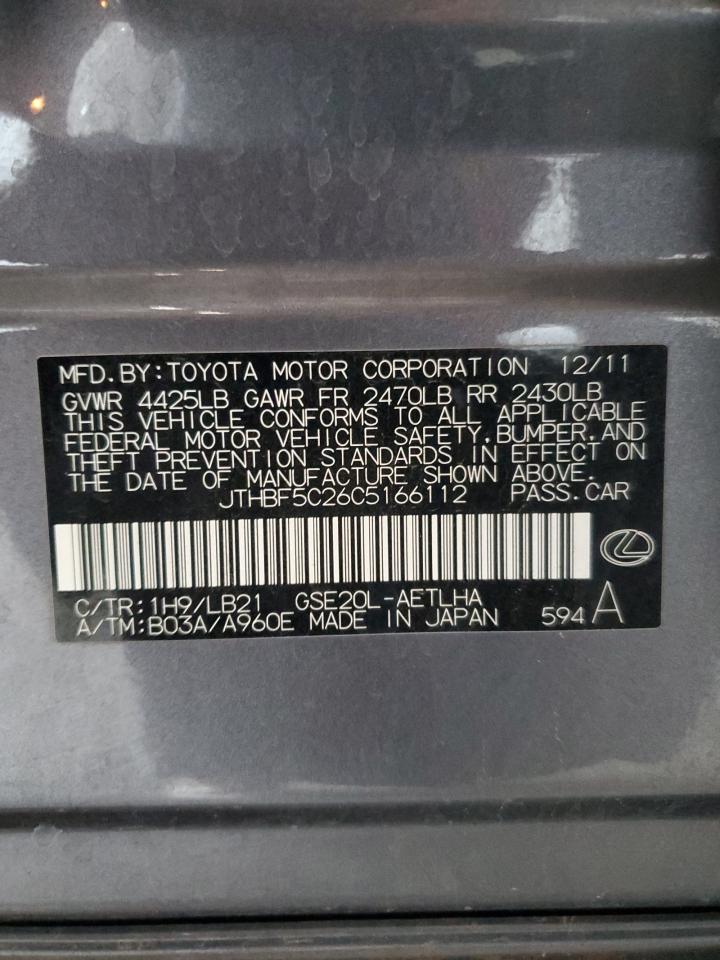 MFD.BY:TOYOTA MOTOR CORPORATION 12/11
GVWR 4425LB GAWR FR 2470LB RR 2430LB
THIS VEHICLE CONFORMS TO ALL APPLICABLE
FEDERAL MOTOR VEHICLE SAFETY,BUMPER,AND
THEFT PREVENTION STANDARDS IN EFFECT ON
THE DATE OF MANUFACTURE SHOWN ABOVE.
JTHBF5C26C5166112 PASS.CAR
C/TR:1H9/LB21 GSE20L-AETLHA
A/TM:B03A/A960E MADE IN JAPAN 594 A